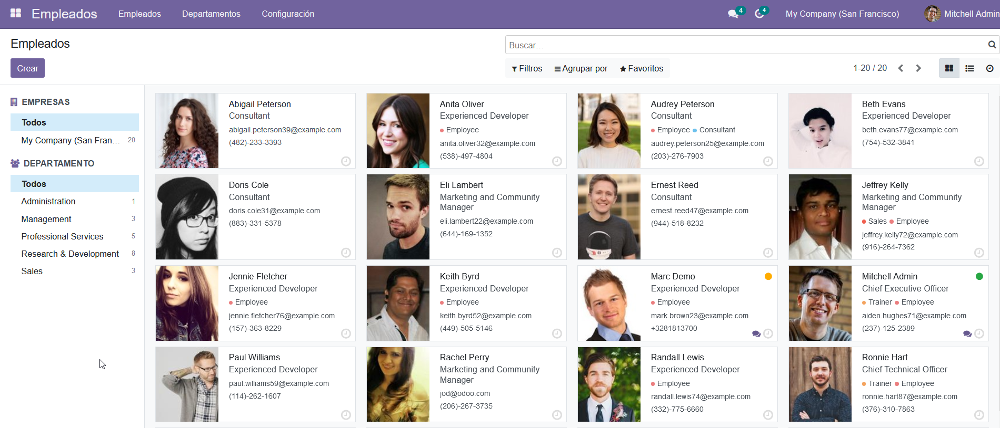 Empleados Empleados Departamentos Configuración 4 4 My Company (San Francisco) Mitchell Admin
Empleados
Buscar...
Crear
Filtros Agrupar por Favoritos 1-20 / 20
EMPRESAS
Todos
My Company (San Fran... 20
DEPARTAMENTO
Todos
Administration 1
Management 3
Professional Services 5
Research & Development 8
Sales 3
Abigail Peterson
Consultant
abigail.peterson39@example.com
(482)-233-3393
Anita Oliver
Experienced Developer
Employee
anita.oliver32@example.com
(538)-497-4804
Audrey Peterson
Consultant
Employee Consultant
audrey.peterson25@example.com
(203)-276-7903
Beth Evans
Experienced Developer
beth.evans77@example.com
(754)-532-3841
Doris Cole
Consultant
doris.cole31@example.com
(883)-331-5378
Eli Lambert
Marketing and Community
Manager
eli.lambert22@example.com
(644)-169-1352
Ernest Reed
Consultant
ernest.reed47@example.com
(944)-518-8232
Jeffrey Kelly
Marketing and Community
Manager
Sales Employee
jeffrey.kelly72@example.com
(916)-264-7362
Jennie Fletcher
Experienced Developer
Employee
jennie.fletcher76@example.com
(157)-363-8229
Keith Byrd
Experienced Developer
Employee
keith.byrd52@example.com
(449)-505-5146
Marc Demo
Experienced Developer
Employee
mark.brown23@example.com
+3281813700
Mitchell Admin
Chief Executive Officer
Trainer Employee
aiden.hughes71@example.com
(237)-125-2389
Paul Williams
Experienced Developer
paul.williams59@example.com
(114)-262-1607
Rachel Perry
Marketing and Community
Manager
jod@odoo.com
(206)-267-3735
Randall Lewis
Experienced Developer
Employee
randall.lewis74@example.com
(332)-775-6660
Ronnie Hart
Chief Technical Officer
Trainer Employee
ronnie.hart87@example.com
(376)-310-7863